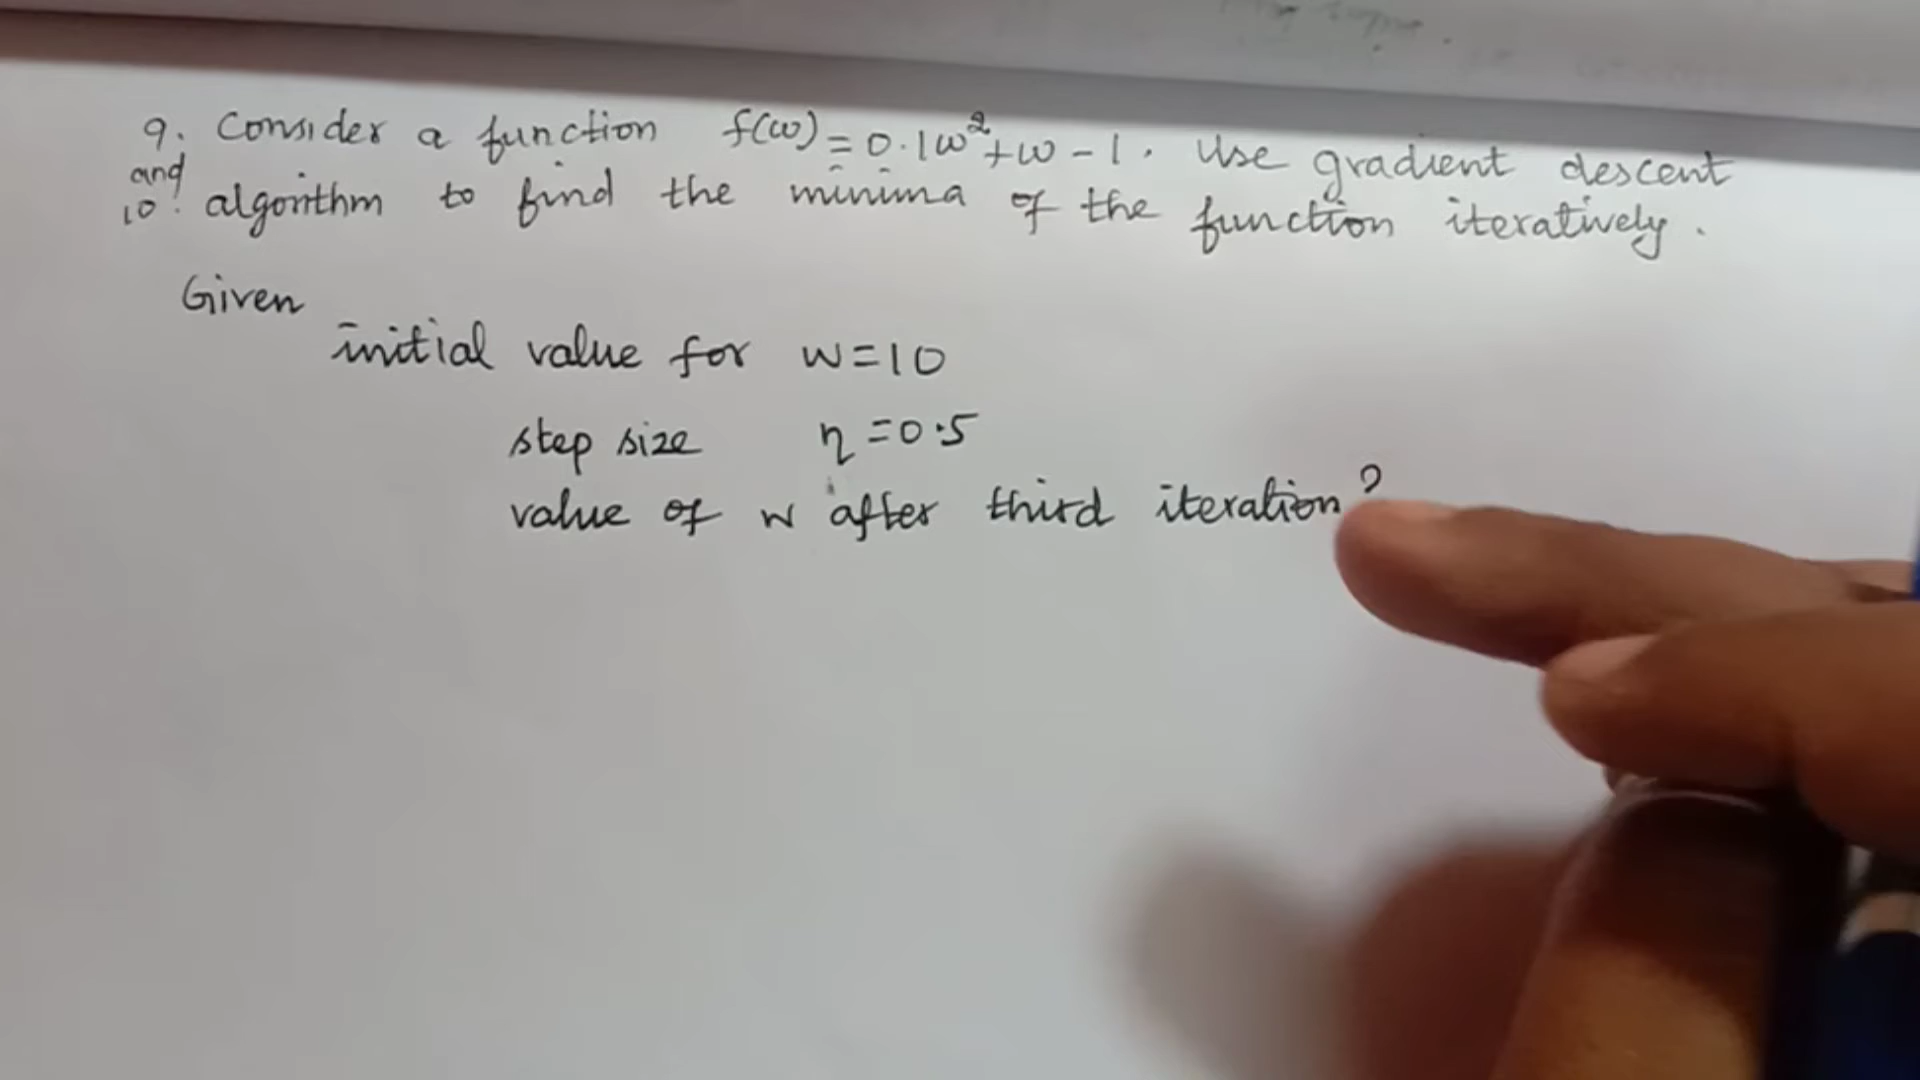 9. Consider a function f(w) = 0.1w²+w-1. Use gradient descent
and
10. algorithm to find the minima of the function iteratively.
Given
initial value for w=10
step size η=0.5
value of w after third iteration?